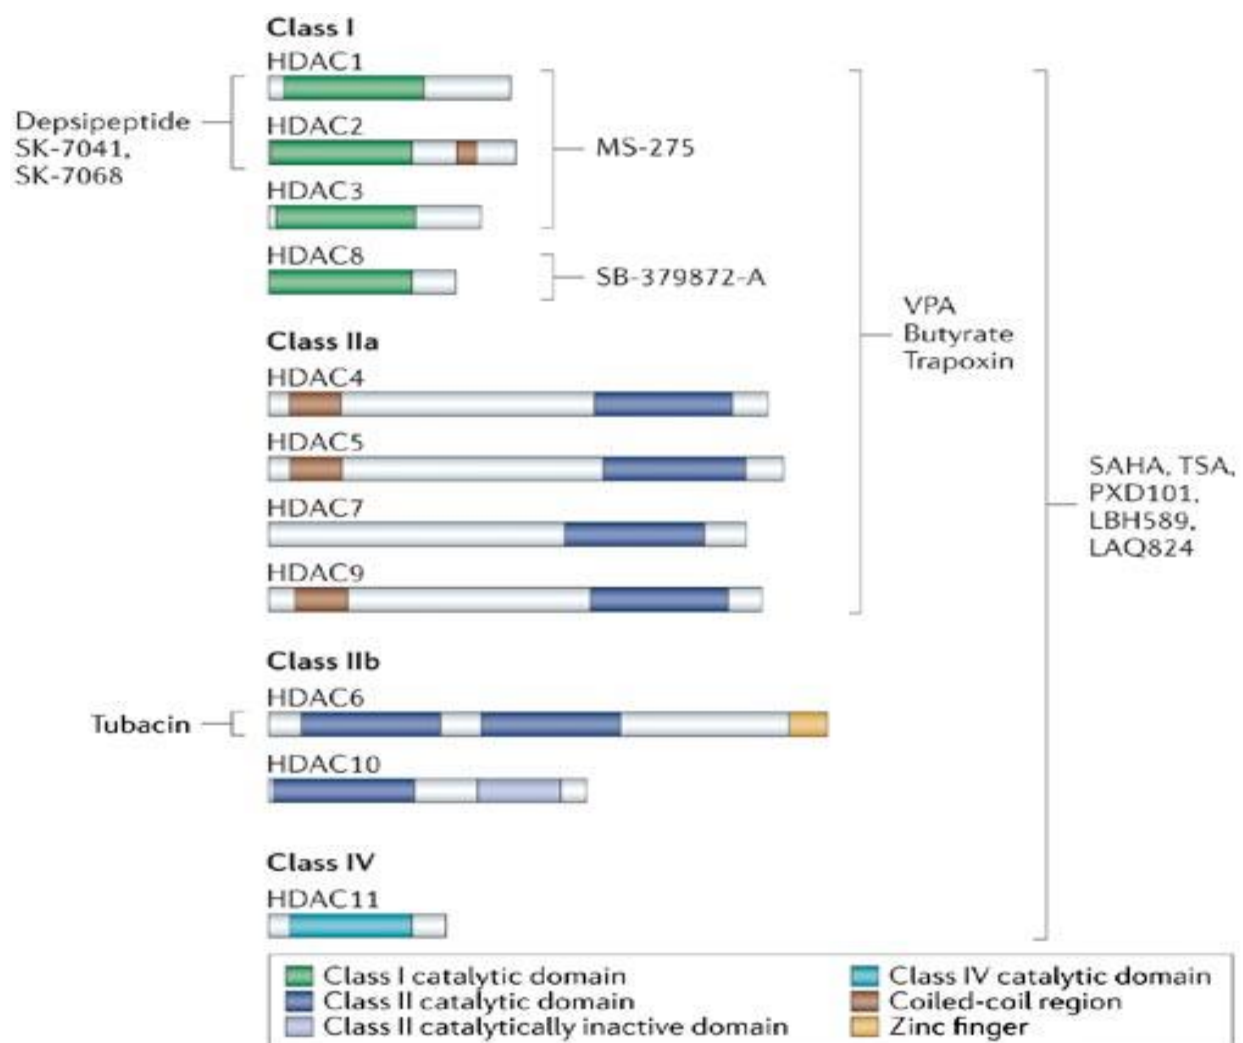 Class I
HDAC1
HDAC2
HDAC3
HDAC8
Depsipeptide
SK-7041,
SK-7068
MS-275
SB-379872-A
Class IIa
HDAC4
HDAC5
HDAC7
HDAC9
VPA
Butyrate
Trapoxin
SAHA, TSA,
PXD101,
LBH589,
LAQ824
Class IIb
HDAC6
Tubacin
HDAC10
Class IV
HDAC11
Class I catalytic domain
Class II catalytic domain
Class II catalytically inactive domain
Class IV catalytic domain
Coiled-coil region
Zinc finger